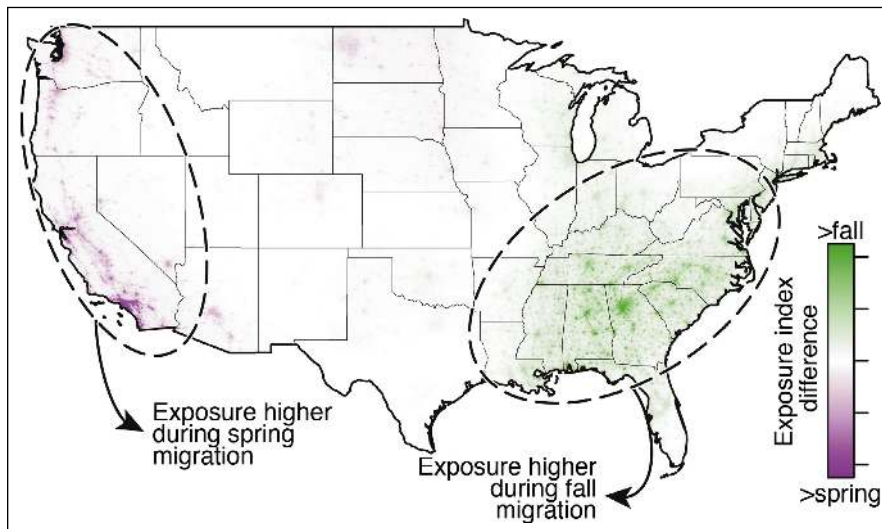 Exposure higher
during spring
migration
Exposure higher
during fall
migration
>fall
Exposure index
difference
>spring